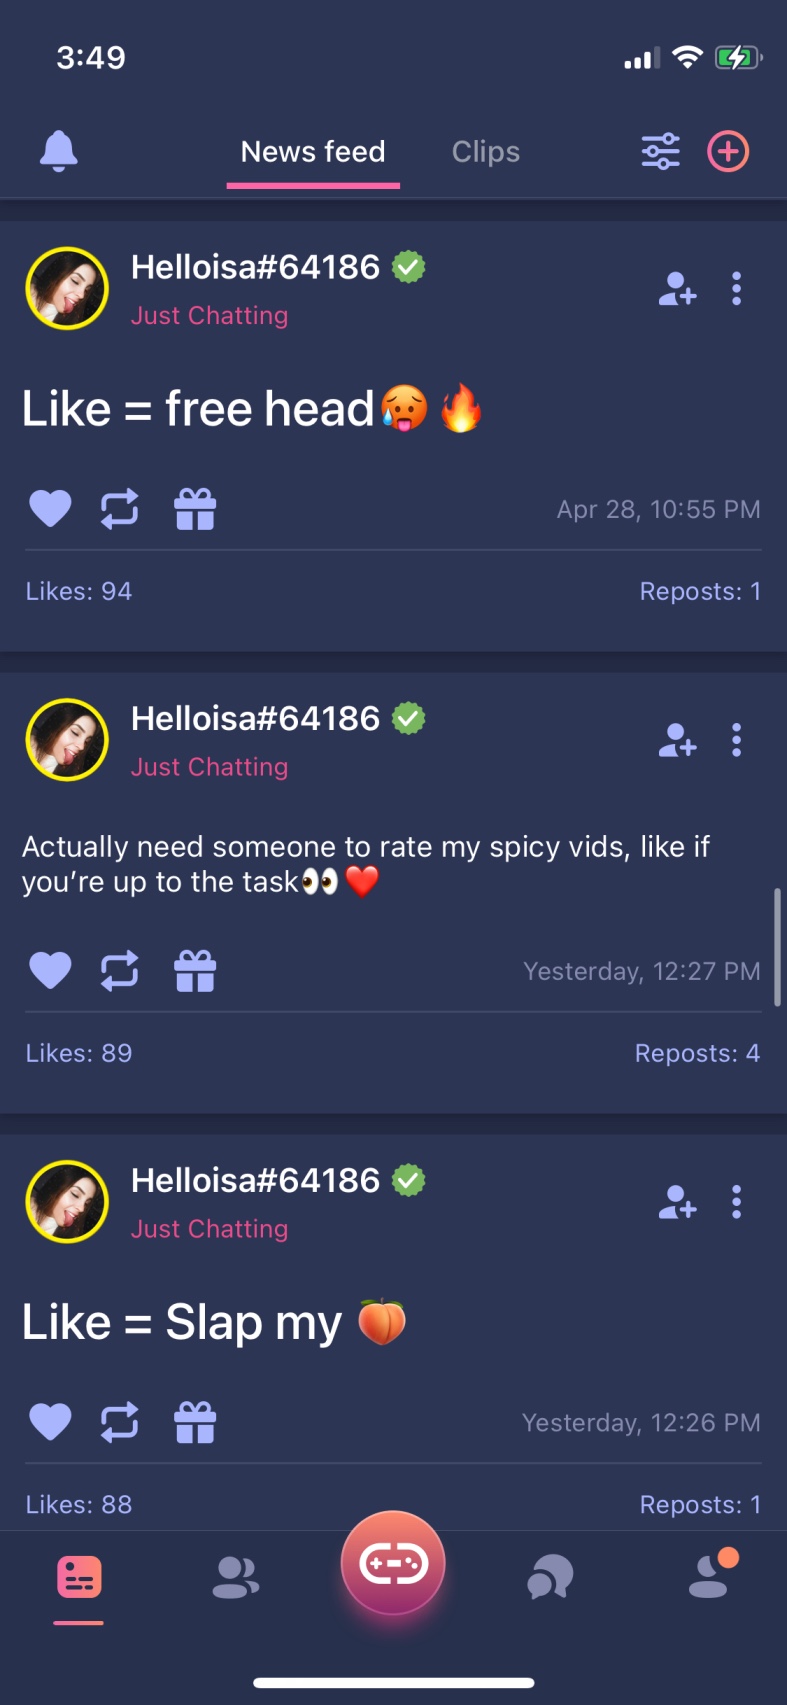 3:49
News feed
Clips
Helloisa#64186
Just Chatting
Like = free head🥵🔥
Apr 28, 10:55 PM
Likes: 94
Reposts: 1
Helloisa#64186
Just Chatting
Actually need someone to rate my spicy vids, like if
you’re up to the task👀❤️
Yesterday, 12:27 PM
Likes: 89
Reposts: 4
Helloisa#64186
Just Chatting
Like = Slap my 🍑
Yesterday, 12:26 PM
Likes: 88
Reposts: 1